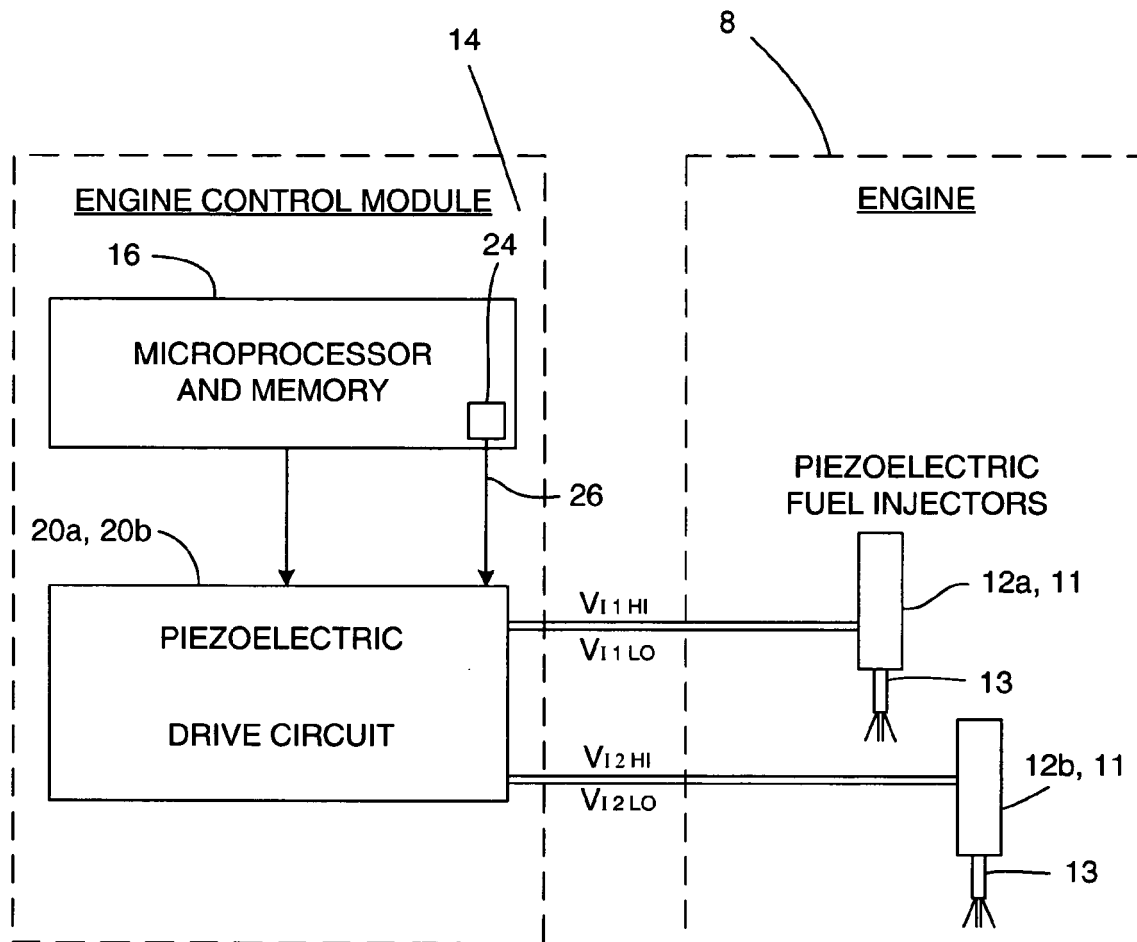 14
8
ENGINE CONTROL MODULE
ENGINE
16
24
MICROPROCESSOR
AND MEMORY
26
PIEZOELECTRIC
FUEL INJECTORS
20a, 20b
12a, 11
VI1HI
VI1LO
PIEZOELECTRIC
DRIVE CIRCUIT
13
VI2HI
VI2LO
12b, 11
13